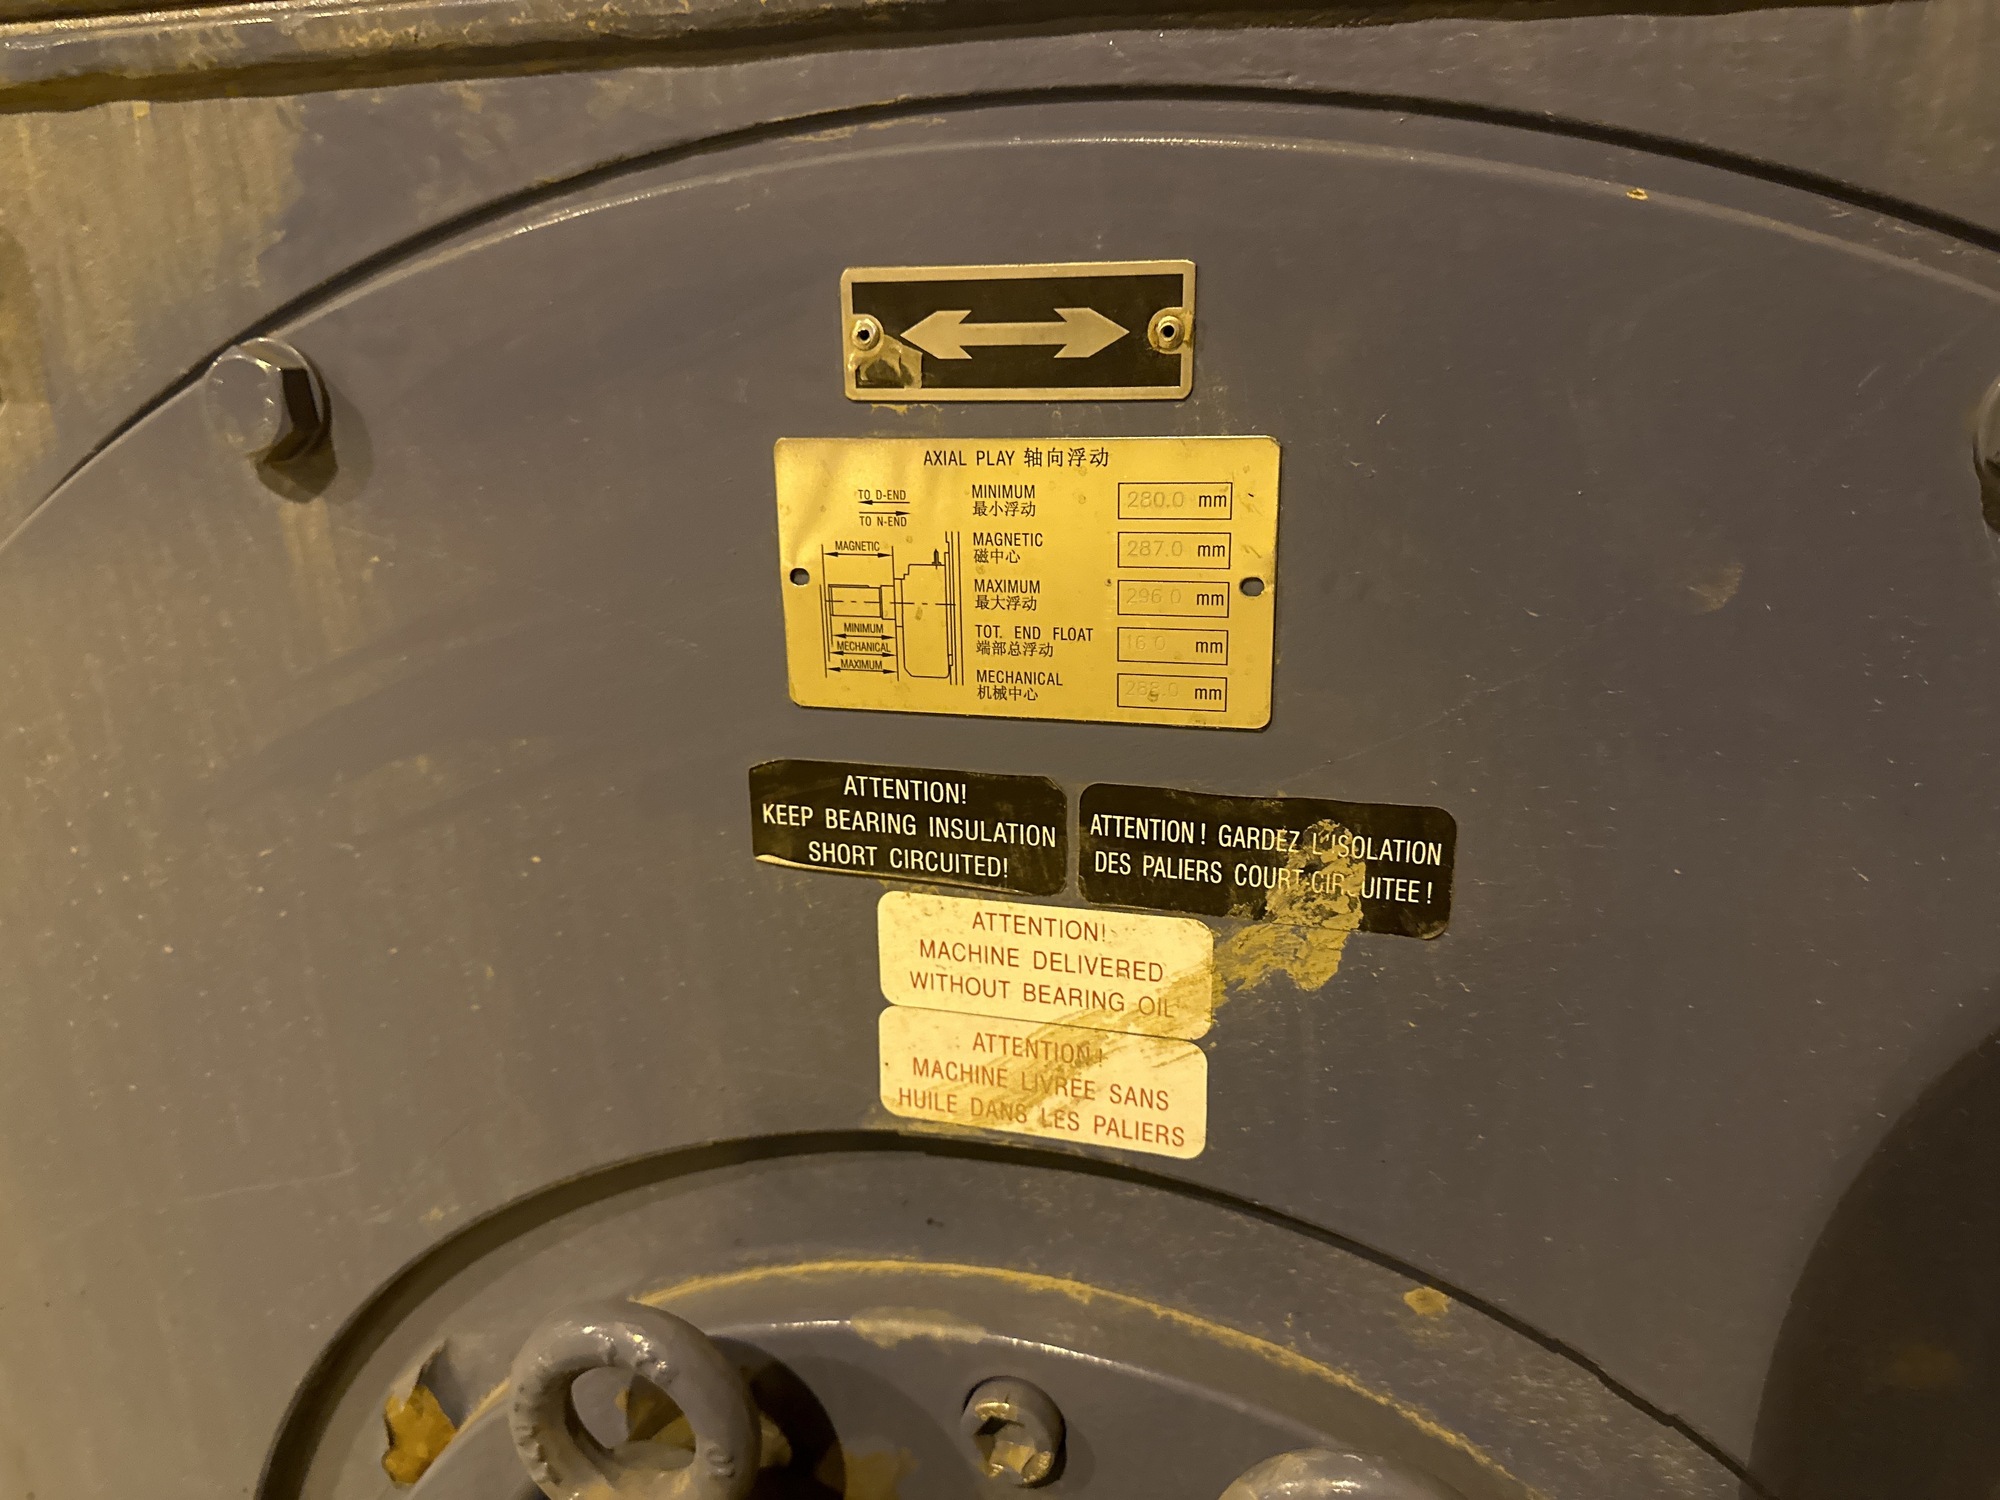 AXIAL PLAY 轴向浮动
TO D-END
TO N-END
MAGNETIC
MINIMUM
MECHANICAL
MAXIMUM
MINIMUM 280.0 mm
最小浮动
MAGNETIC 287.0 mm
磁中心
MAXIMUM 296.0 mm
最大浮动
TOT. END FLOAT 16.0 mm
端部总浮动
MECHANICAL 288.0 mm
机械中心
ATTENTION!
KEEP BEARING INSULATION
SHORT CIRCUITED!
ATTENTION! GARDEZ L'ISOLATION
DES PALIERS COURT-CIRCUITEE!
ATTENTION!
MACHINE DELIVERED
WITHOUT BEARING OIL
ATTENTION!
MACHINE LIVREE SANS
HUILE DANS LES PALIERS